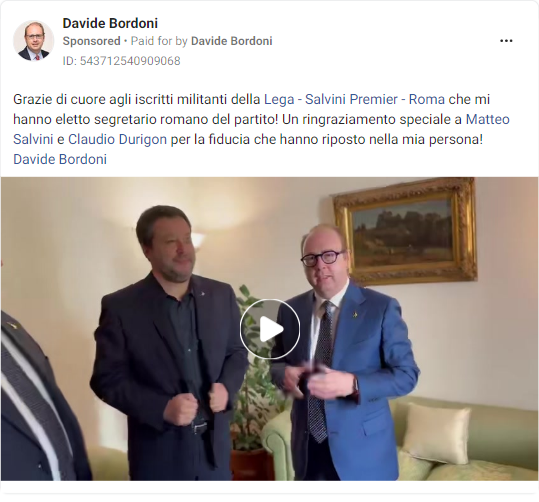 Davide Bordoni
Sponsored • Paid for by Davide Bordoni
ID: 543712540909068
Grazie di cuore agli iscritti militanti della Lega - Salvini Premier - Roma che mi
hanno eletto segretario romano del partito! Un ringraziamento speciale a Matteo
Salvini e Claudio Durigon per la fiducia che hanno riposto nella mia persona!
Davide Bordoni